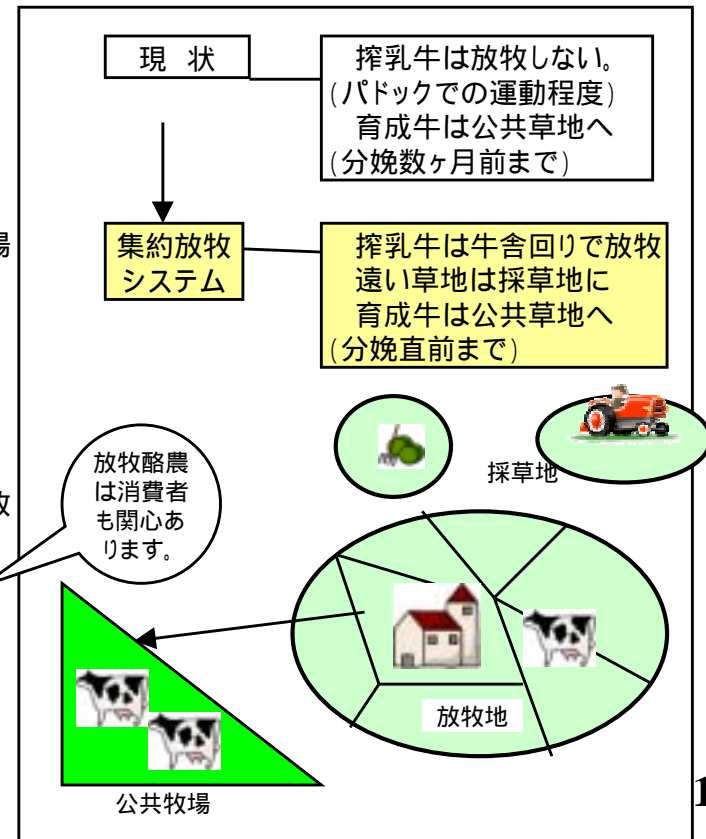 現 状
搾乳牛は放牧しない。
(パドックでの運動程度)
育成牛は公共草地へ
(分娩数ヶ月前まで)
場
集約放牧
システム
搾乳牛は牛舎回りで放牧
遠い草地は採草地に
育成牛は公共草地へ
(分娩直前まで)
放牧酪農
は消費者
も関心あ
ります。
採草地
放牧地
公共牧場
1